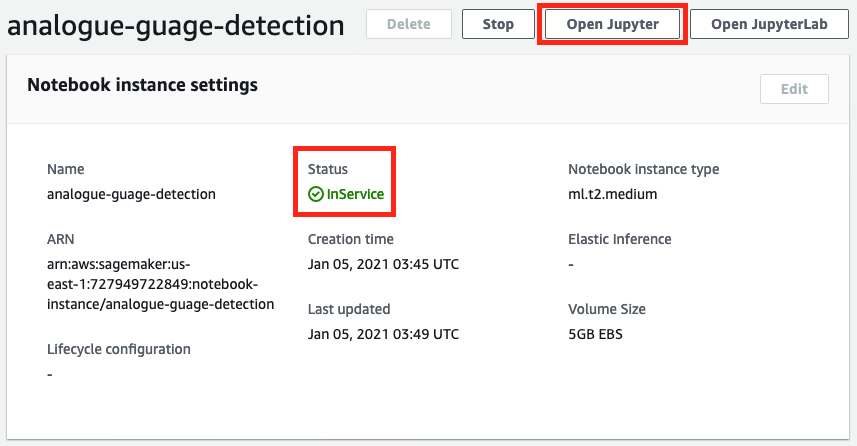 analogue-guage-detection
Delete
Stop
Open Jupyter
Open JupyterLab
Notebook instance settings
Edit
Name
analogue-guage-detection
ARN
arn:aws:sagemaker:us-
east-1:727949722849:notebook-
instance/analogue-guage-detection
Lifecycle configuration
-
Status
InService
Creation time
Jan 05, 2021 03:45 UTC
Last updated
Jan 05, 2021 03:49 UTC
Notebook instance type
ml.t2.medium
Elastic Inference
-
Volume Size
5GB EBS